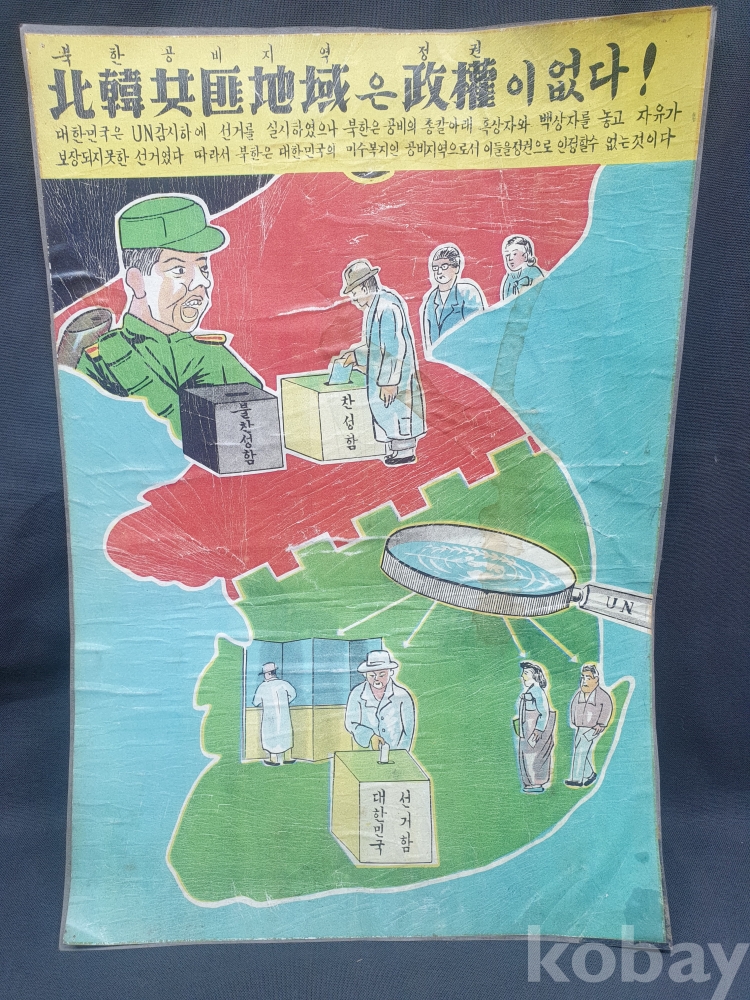 북한공비지역 정권
北韓共匪地域은 政權이 없다!
대한민국은 UN감시하에 선거를 실시하였으나 북한은 공비의 총칼아래 흑상자와 백상자를 놓고 자유가
보장되지못한 선거였다 따라서 북한은 대한민국의 미수복지인 공비지역으로서 이들을정권으로 인정할수 없는것이다
불찬성함
찬성함
UN
대한민국
선거함
kobay